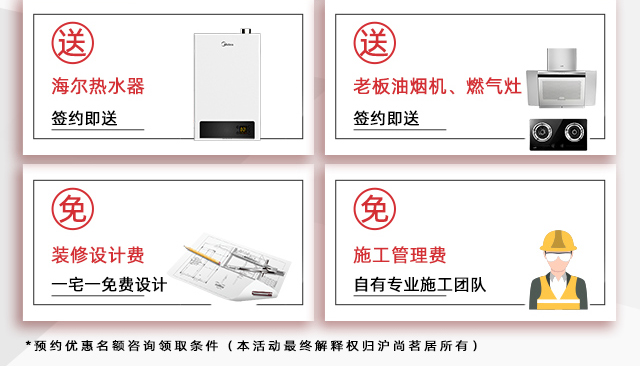 送
海尔热水器
签约即送
Midea
送
老板油烟机、燃气灶
签约即送
免
装修设计费
一宅一免费设计
免
施工管理费
自有专业施工团队
*预约优惠名额咨询领取条件（本活动最终解释权归沪尚茗居所有）